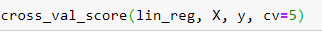 cross_val_score(lin_reg, X, y, cv=5)